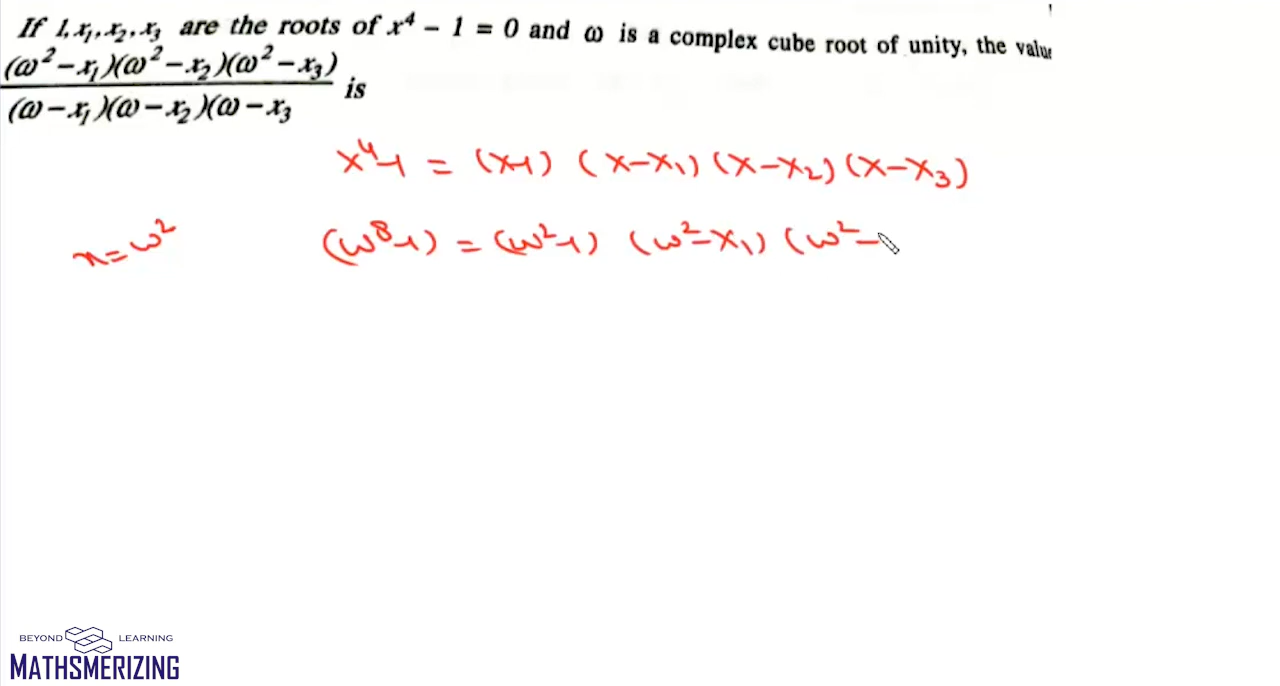 If 1, x₁, x₂, x₃ are the roots of x⁴ − 1 = 0 and ω is a complex cube root of unity, the value
(ω² − x₁)(ω² − x₂)(ω² − x₃)
is
(ω − x₁)(ω − x₂)(ω − x₃
x⁴-1 = (x-1) (x-x₁) (x-x₂) (x-x₃)
x=ω² (ω⁸-1) = (ω²-1) (ω²-x₁) (ω²-
BEYOND LEARNING
MATHSMERIZING